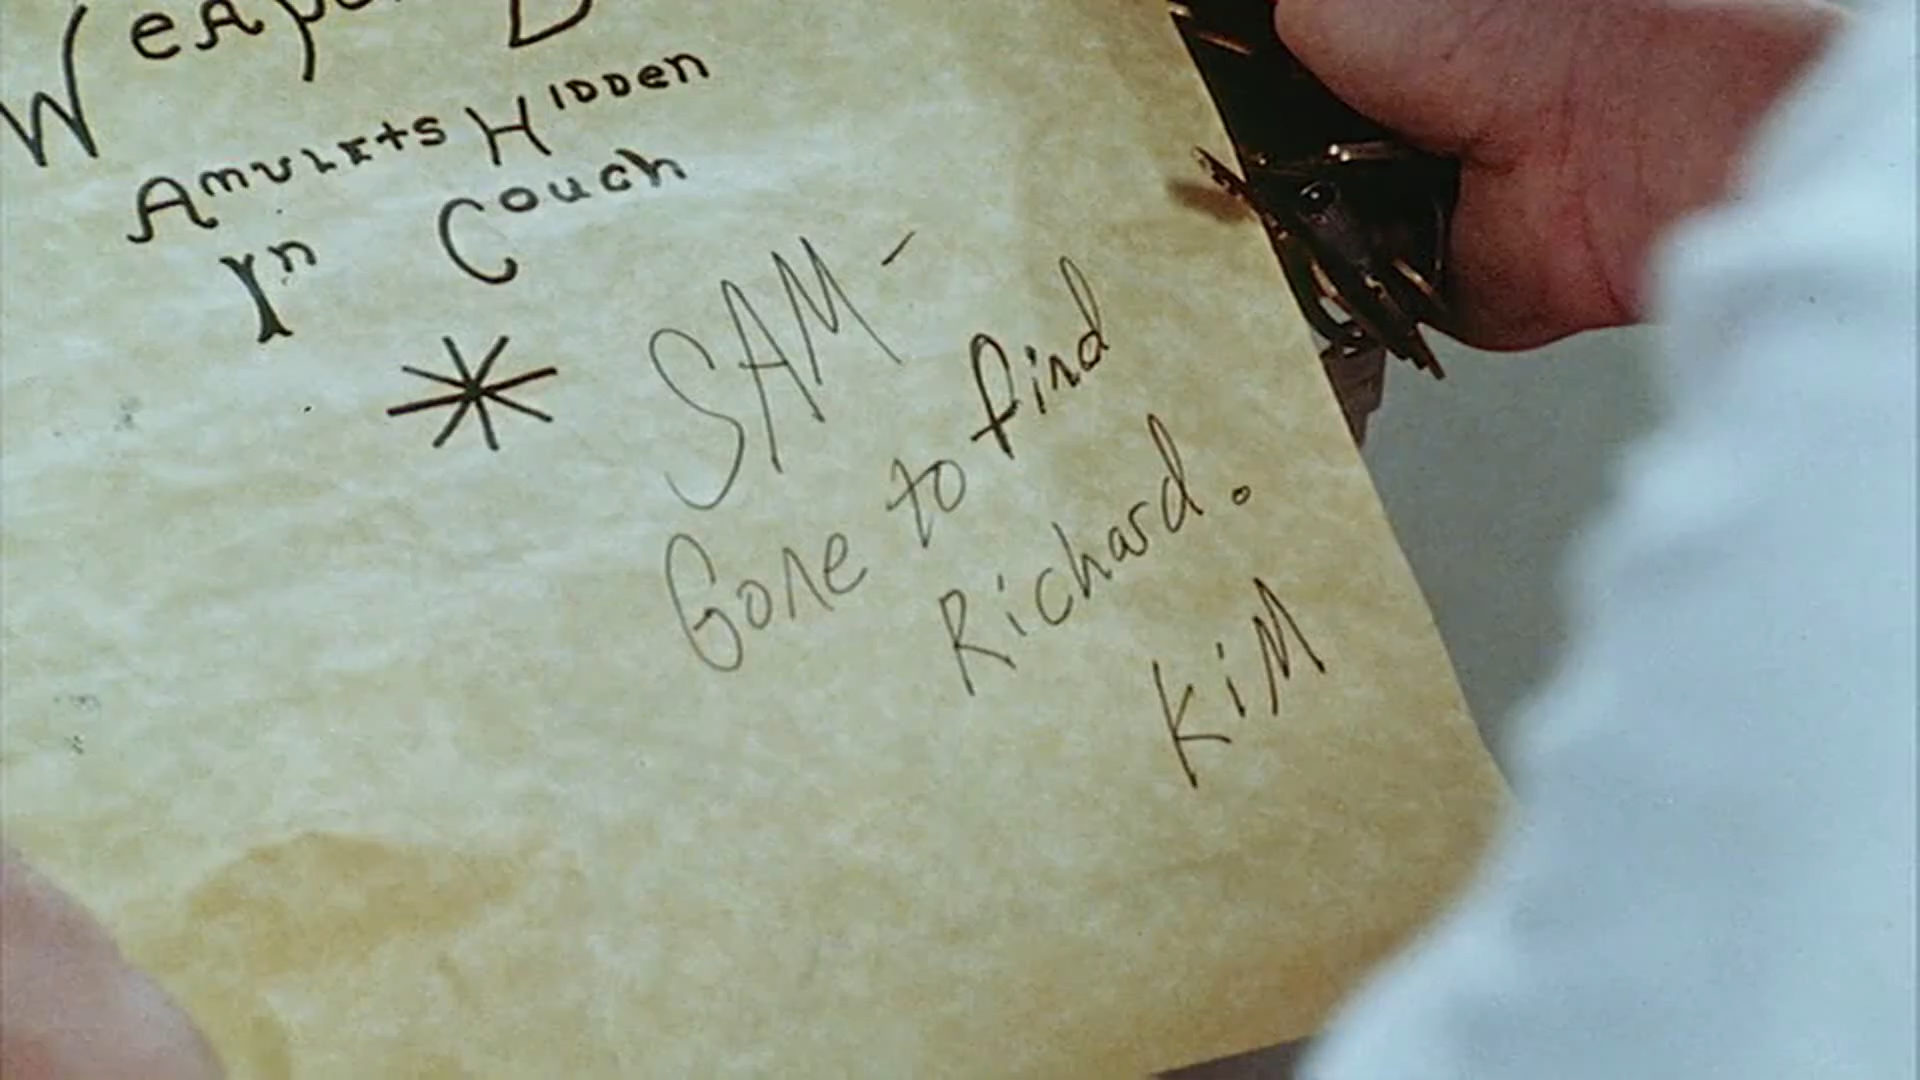 Amulets Hidden
In Couch
SAM-
Gone to find
Richard.
KiM